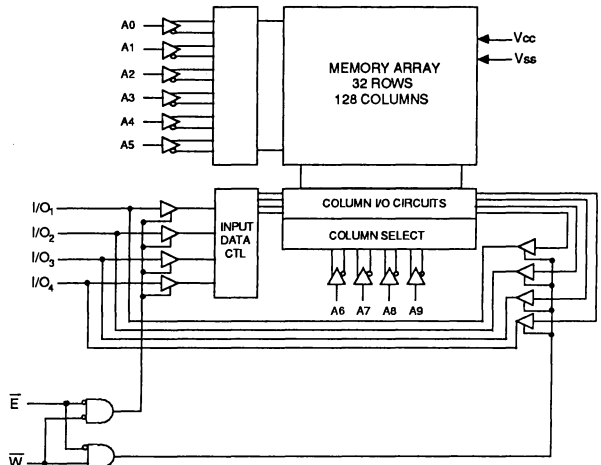 A0
A1
A2
A3
A4
A5
MEMORY ARRAY
32 ROWS
128 COLUMNS
Vcc
Vss
I/O1
I/O2
I/O3
I/O4
INPUT
DATA
CTL
COLUMN I/O CIRCUITS
COLUMN SELECT
A6 A7 A8 A9
E
W